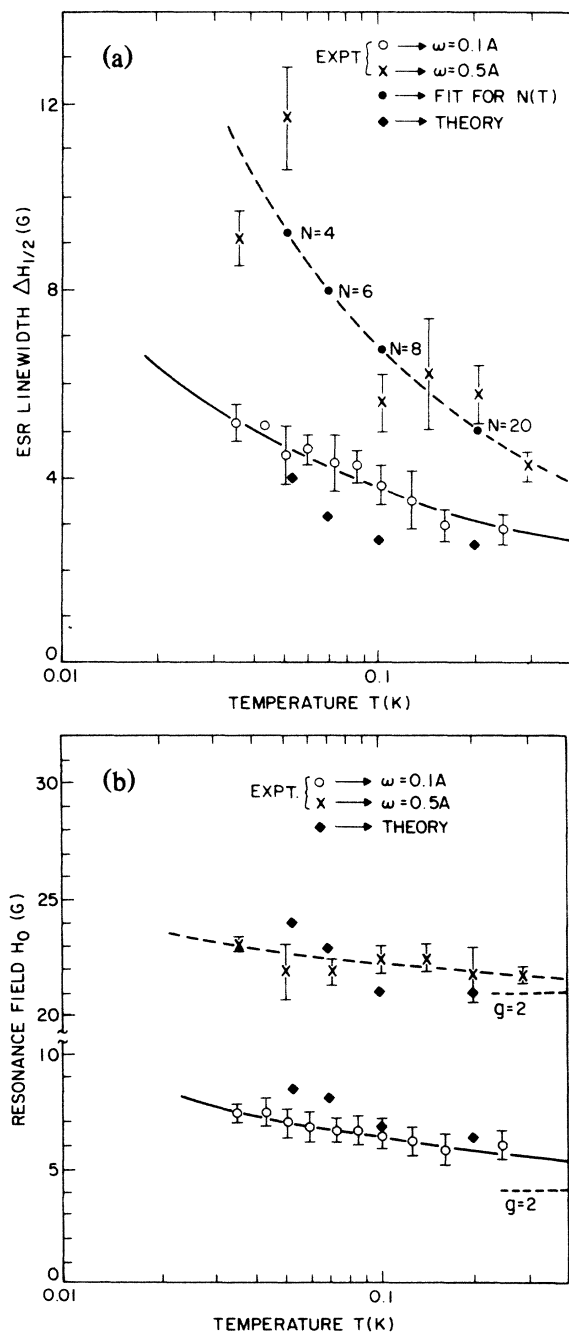 (a)
EXPT { ○ → ω=0.1A
× → ω=0.5A
● → FIT FOR N(T)
◆ → THEORY
12
8
4
0
ESR LINEWIDTH ΔH1/2 (G)
N=4
N=6
N=8
N=20
0.01
0.1
TEMPERATURE T(K)
(b)
EXPT. { ○ → ω=0.1A
× → ω=0.5A
◆ → THEORY
30
25
20
10
5
0
RESONANCE FIELD H0 (G)
g=2
g=2
0.01
0.1
TEMPERATURE T(K)